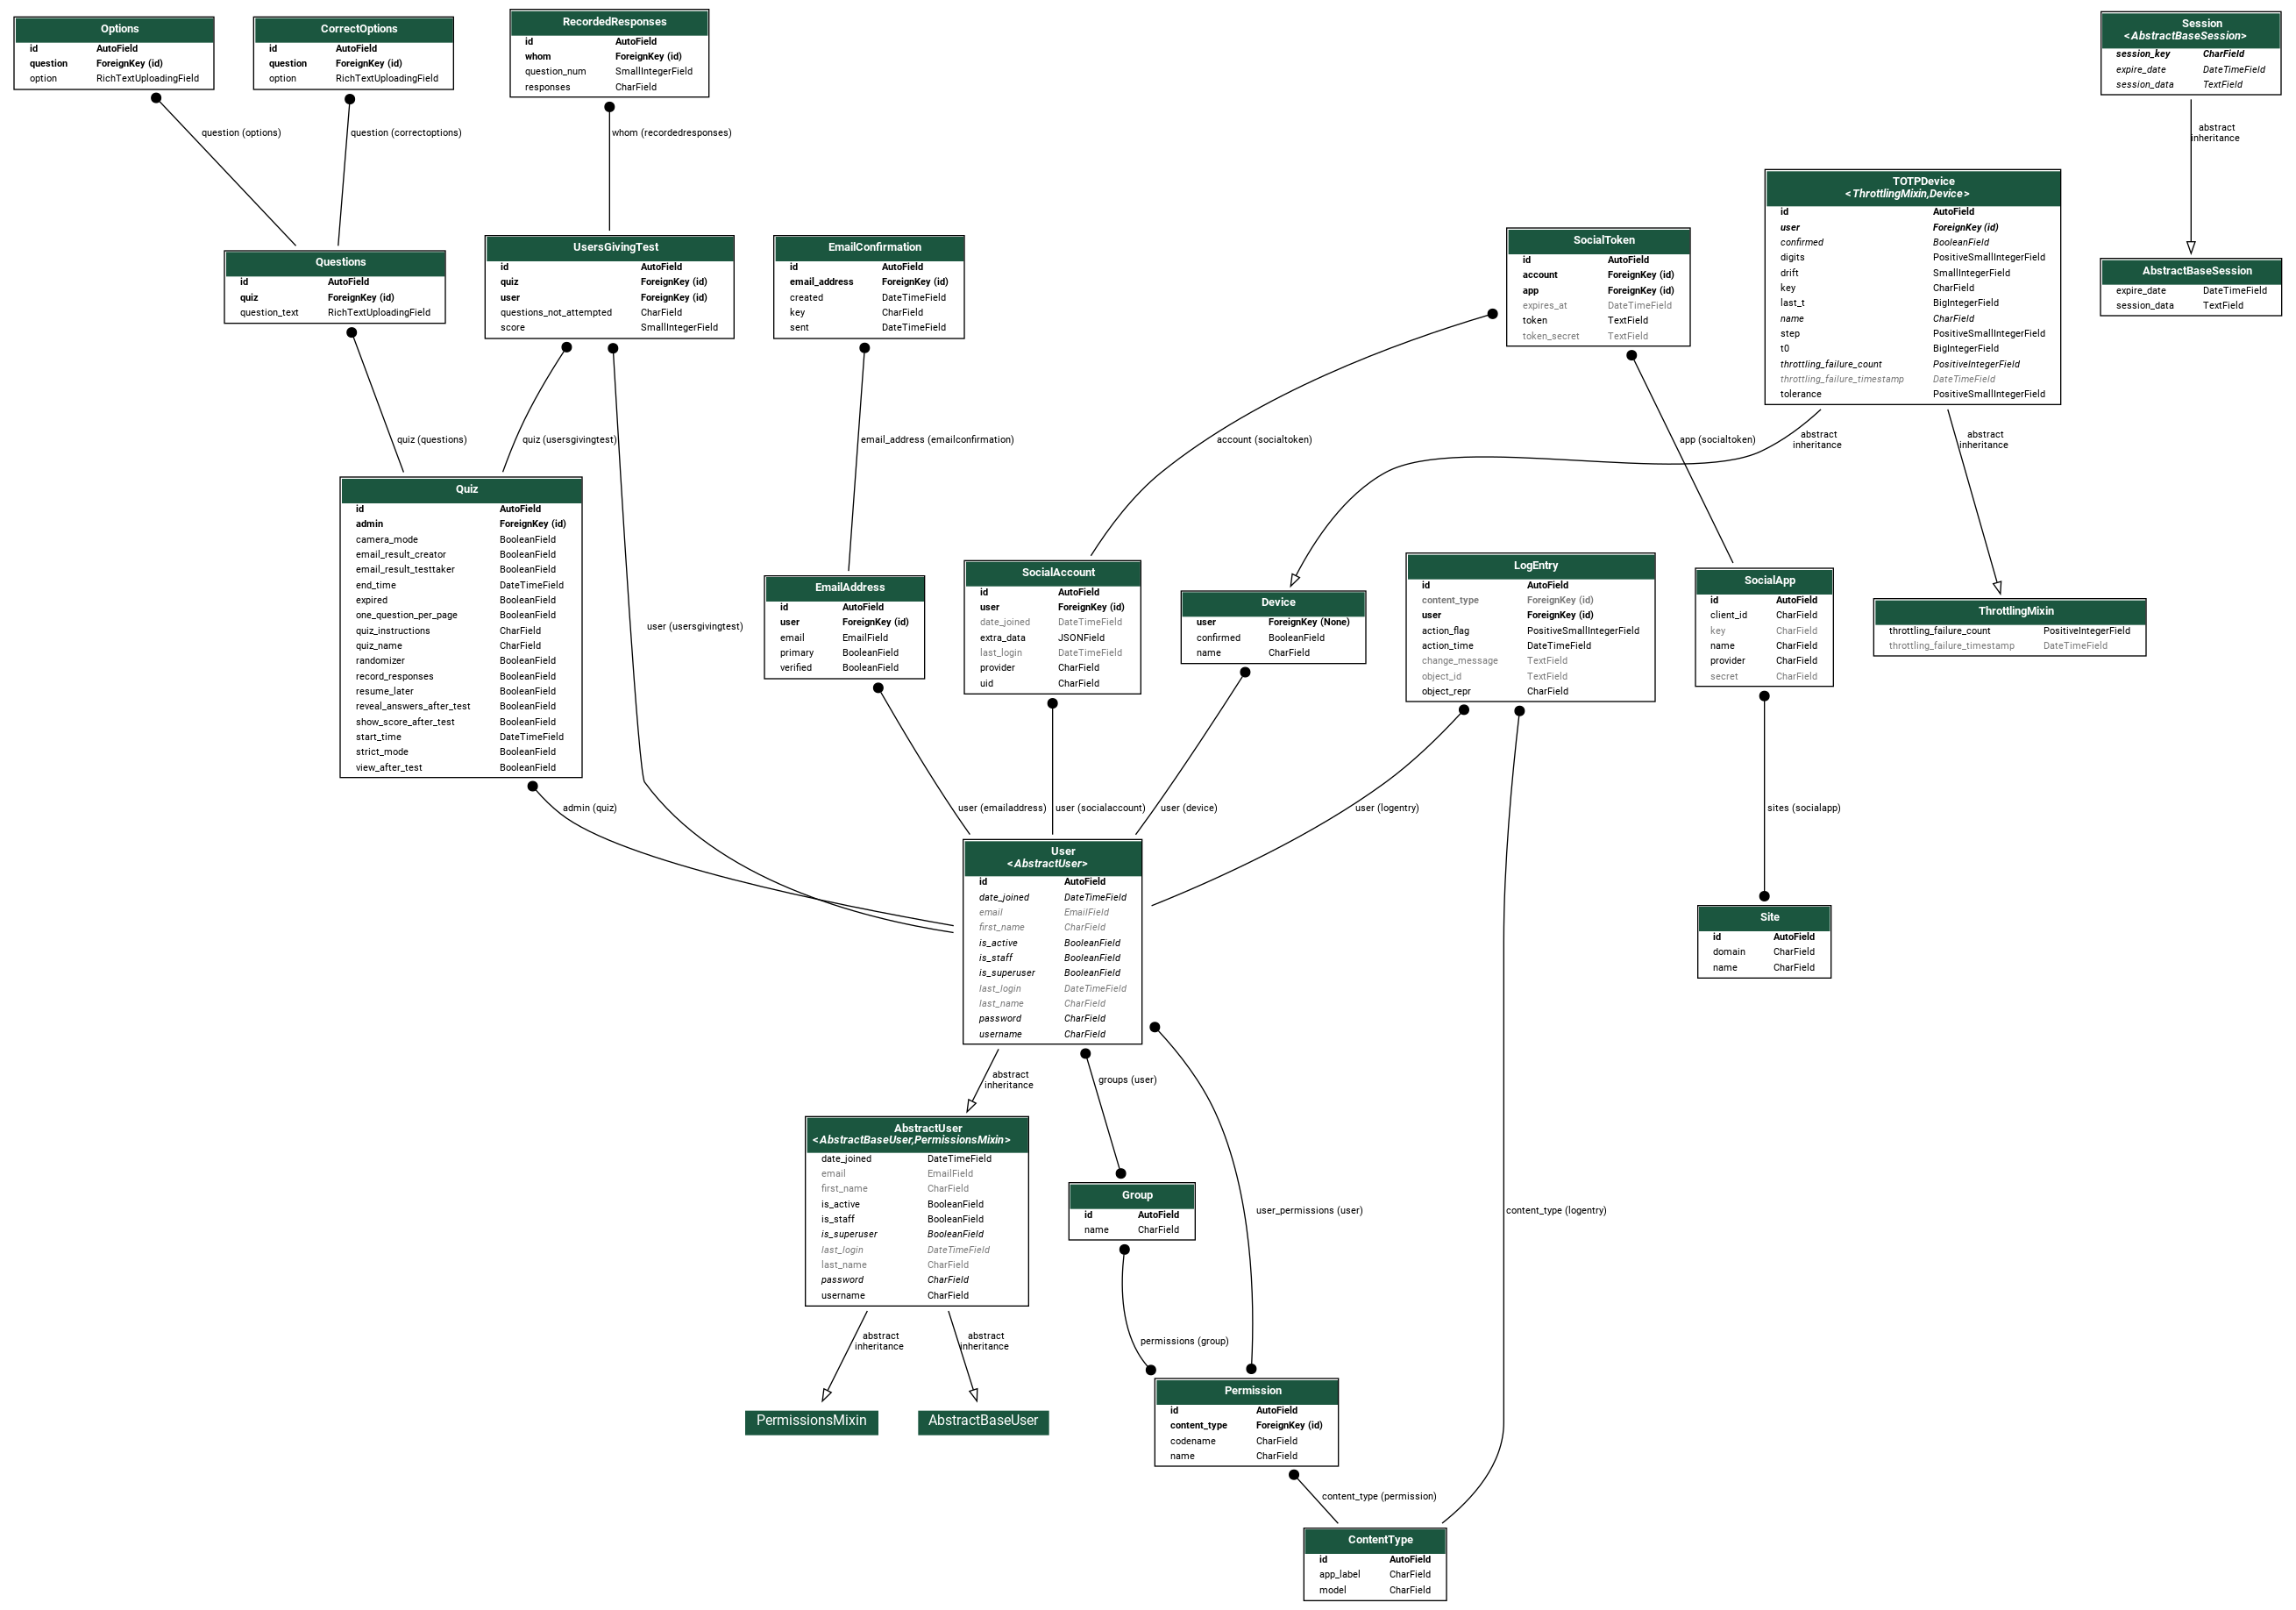 Options
id AutoField
question ForeignKey (id)
option RichTextUploadingField
CorrectOptions
id AutoField
question ForeignKey (id)
option RichTextUploadingField
RecordedResponses
id AutoField
whom ForeignKey (id)
question_num SmallIntegerField
responses CharField
Session
<AbstractBaseSession>
session_key CharField
expire_date DateTimeField
session_data TextField
question (options)
question (correctoptions)
whom (recordedresponses)
abstract
inheritance
TOTPDevice
<ThrottlingMixin,Device>
id AutoField
user ForeignKey (id)
confirmed BooleanField
digits PositiveSmallIntegerField
drift SmallIntegerField
key CharField
last_t BigIntegerField
name CharField
step PositiveSmallIntegerField
t0 BigIntegerField
throttling_failure_count PositiveIntegerField
throttling_failure_timestamp DateTimeField
tolerance PositiveSmallIntegerField
Questions
id AutoField
quiz ForeignKey (id)
question_text RichTextUploadingField
UsersGivingTest
id AutoField
quiz ForeignKey (id)
user ForeignKey (id)
questions_not_attempted CharField
score SmallIntegerField
EmailConfirmation
id AutoField
email_address ForeignKey (id)
created DateTimeField
key CharField
sent DateTimeField
SocialToken
id AutoField
account ForeignKey (id)
app ForeignKey (id)
expires_at DateTimeField
token TextField
token_secret TextField
AbstractBaseSession
expire_date DateTimeField
session_data TextField
quiz (questions)
quiz (usersgivingtest)
email_address (emailconfirmation)
account (socialtoken)
app (socialtoken)
abstract
inheritance
abstract
inheritance
Quiz
id AutoField
admin ForeignKey (id)
camera_mode BooleanField
email_result_creator BooleanField
email_result_testtaker BooleanField
end_time DateTimeField
expired BooleanField
one_question_per_page BooleanField
quiz_instructions CharField
quiz_name CharField
randomizer BooleanField
record_responses BooleanField
resume_later BooleanField
reveal_answers_after_test BooleanField
show_score_after_test BooleanField
start_time DateTimeField
strict_mode BooleanField
view_after_test BooleanField
user (usersgivingtest)
EmailAddress
id AutoField
user ForeignKey (id)
email EmailField
primary BooleanField
verified BooleanField
SocialAccount
id AutoField
user ForeignKey (id)
date_joined DateTimeField
extra_data JSONField
last_login DateTimeField
provider CharField
uid CharField
Device
user ForeignKey (None)
confirmed BooleanField
name CharField
LogEntry
id AutoField
content_type ForeignKey (id)
user ForeignKey (id)
action_flag PositiveSmallIntegerField
action_time DateTimeField
change_message TextField
object_id TextField
object_repr CharField
SocialApp
id AutoField
client_id CharField
key CharField
name CharField
provider CharField
secret CharField
ThrottlingMixin
throttling_failure_count PositiveIntegerField
throttling_failure_timestamp DateTimeField
admin (quiz)
user (emailaddress)
user (socialaccount)
user (device)
user (logentry)
sites (socialapp)
User
<AbstractUser>
id AutoField
date_joined DateTimeField
email EmailField
first_name CharField
is_active BooleanField
is_staff BooleanField
is_superuser BooleanField
last_login DateTimeField
last_name CharField
password CharField
username CharField
Site
id AutoField
domain CharField
name CharField
abstract
inheritance
groups (user)
AbstractUser
<AbstractBaseUser,PermissionsMixin>
date_joined DateTimeField
email EmailField
first_name CharField
is_active BooleanField
is_staff BooleanField
is_superuser BooleanField
last_login DateTimeField
last_name CharField
password CharField
username CharField
Group
id AutoField
name CharField
user_permissions (user)
content_type (logentry)
abstract
inheritance
abstract
inheritance
permissions (group)
PermissionsMixin
AbstractBaseUser
Permission
id AutoField
content_type ForeignKey (id)
codename CharField
name CharField
content_type (permission)
ContentType
id AutoField
app_label CharField
model CharField